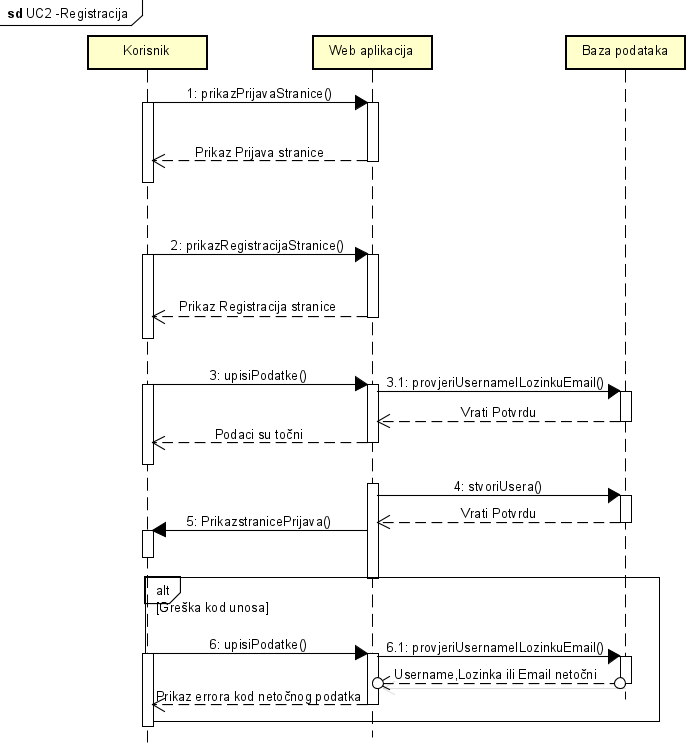 sd UC2 -Registracija
Korisnik
Web aplikacija
Baza podataka
1: prikazPrijavaStranice()
Prikaz Prijava stranice
2: prikazRegistracijaStranice()
Prikaz Registracija stranice
3: upisiPodatke()
3.1: provjeriUsernameILozinkuEmail()
Vrati Potvrdu
Podaci su točni
4: stvoriUsera()
Vrati Potvrdu
5: PrikazstranicePrijava()
alt
[Greška kod unosa]
6: upisiPodatke()
6.1: provjeriUsernameILozinkuEmail()
Username,Lozinka ili Email netočni
Prikaz errora kod netočnog podatka